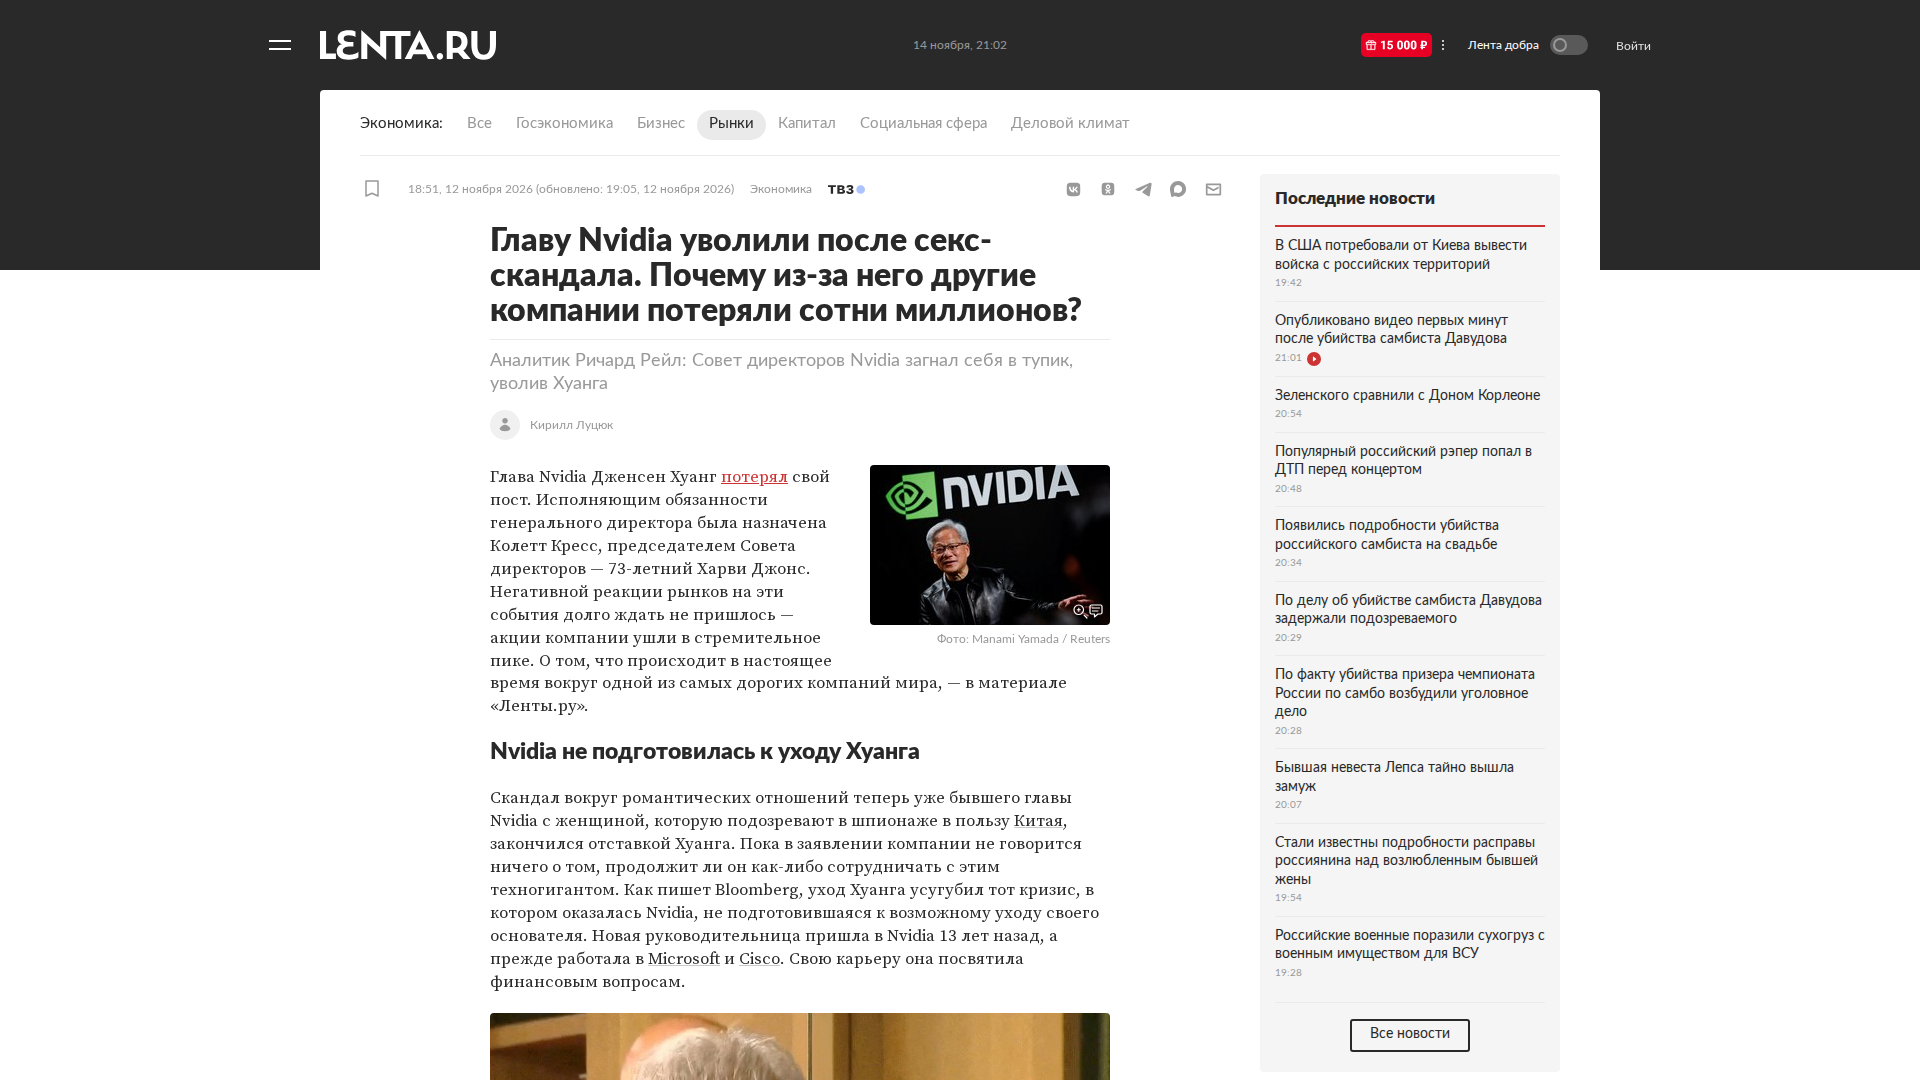 LENTA.RU
14 ноября, 21:02
15 000 ₽
Лента добра
Войти
Экономика:
Все
Госэкономика
Бизнес
Рынки
Капитал
Социальная сфера
Деловой климат
18:51, 12 ноября 2026 (обновлено: 19:05, 12 ноября 2026)
Экономика
ТВЗ
Главу Nvidia уволили после секс-
скандала. Почему из-за него другие
компании потеряли сотни миллионов?
Аналитик Ричард Рейл: Совет директоров Nvidia загнал себя в тупик,
уволив Хуанга
Кирилл Луцюк
Глава Nvidia Дженсен Хуанг потерял свой
пост. Исполняющим обязанности
генерального директора была назначена
Колетт Кресс, председателем Совета
директоров — 73-летний Харви Джонс.
Негативной реакции рынков на эти
события долго ждать не пришлось —
акции компании ушли в стремительное
пике. О том, что происходит в настоящее
время вокруг одной из самых дорогих компаний мира, — в материале
«Ленты.ру».
NVIDIA
Фото: Manami Yamada / Reuters
Nvidia не подготовилась к уходу Хуанга
Скандал вокруг романтических отношений теперь уже бывшего главы
Nvidia с женщиной, которую подозревают в шпионаже в пользу Китая,
закончился отставкой Хуанга. Пока в заявлении компании не говорится
ничего о том, продолжит ли он как-либо сотрудничать с этим
техногигантом. Как пишет Bloomberg, уход Хуанга усугубил тот кризис, в
котором оказалась Nvidia, не подготовившаяся к возможному уходу своего
основателя. Новая руководительница пришла в Nvidia 13 лет назад, а
прежде работала в Microsoft и Cisco. Свою карьеру она посвятила
финансовым вопросам.
Последние новости
В США потребовали от Киева вывести
войска с российских территорий
19:42
Опубликовано видео первых минут
после убийства самбиста Давудова
21:01
Зеленского сравнили с Доном Корлеоне
20:54
Популярный российский рэпер попал в
ДТП перед концертом
20:48
Появились подробности убийства
российского самбиста на свадьбе
20:34
По делу об убийстве самбиста Давудова
задержали подозреваемого
20:29
По факту убийства призера чемпионата
России по самбо возбудили уголовное
дело
20:28
Бывшая невеста Лепса тайно вышла
замуж
20:07
Стали известны подробности расправы
россиянина над возлюбленным бывшей
жены
19:54
Российские военные поразили сухогруз с
военным имуществом для ВСУ
19:28
Все новости